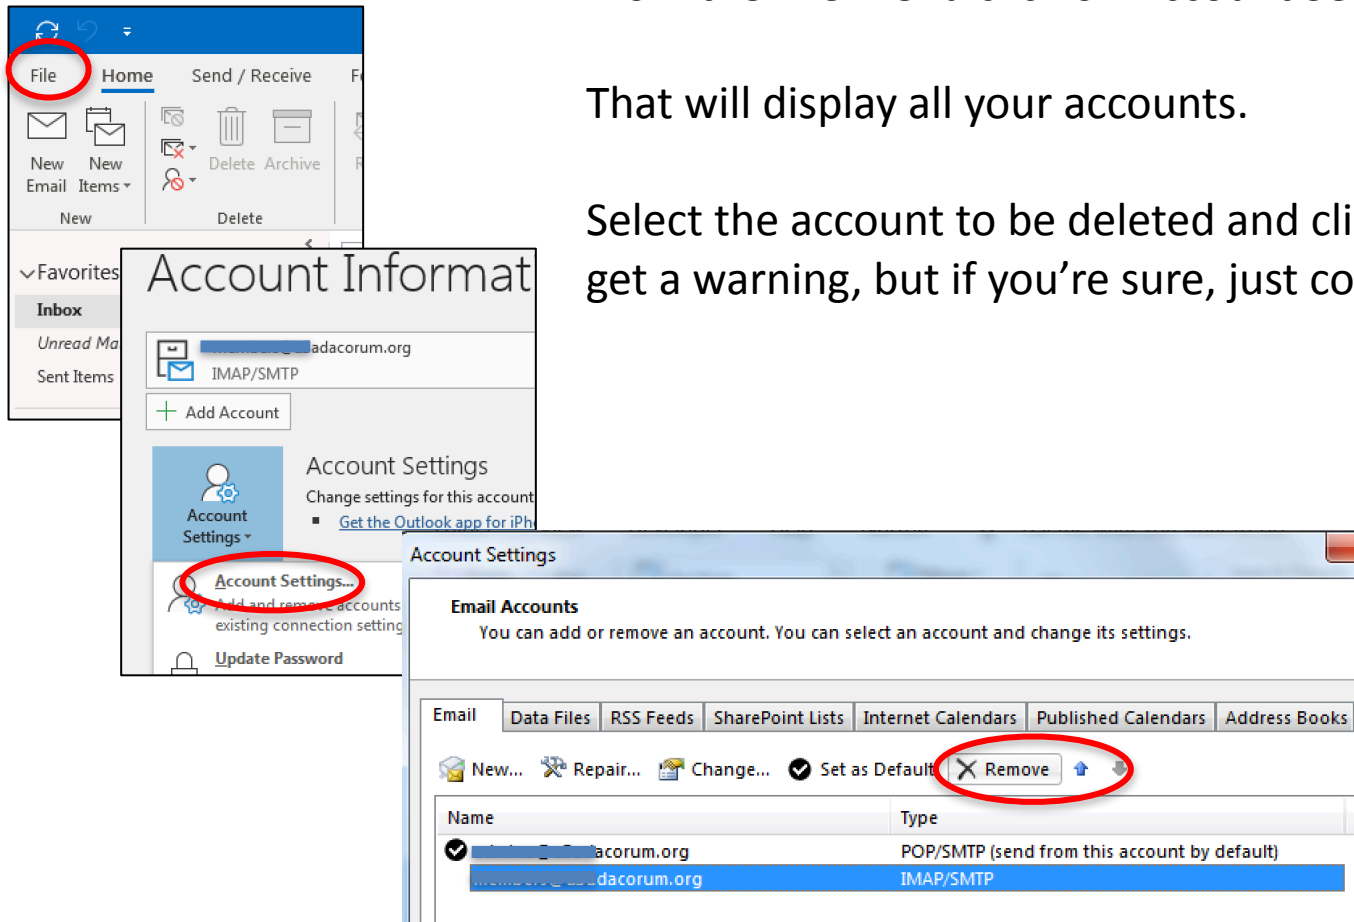 That will display all your accounts.
Select the account to be deleted and cli
get a warning, but if you’re sure, just co
File Home Send / Receive
New Email
New Items
Delete Archive
New Delete
Favorites
Inbox
Unread Ma
Sent Items
Account Informat
adacorum.org
IMAP/SMTP
Add Account
Account Settings
Account Settings
Change settings for this account
Get the Outlook app for iPh
Account Settings...
Add and remove accounts
existing connection setting
Update Password
Account Settings
Email Accounts
You can add or remove an account. You can select an account and change its settings.
Email Data Files RSS Feeds SharePoint Lists Internet Calendars Published Calendars Address Books
New... Repair... Change... Set as Default Remove
Name Type
acorum.org POP/SMTP (send from this account by default)
dacorum.org IMAP/SMTP